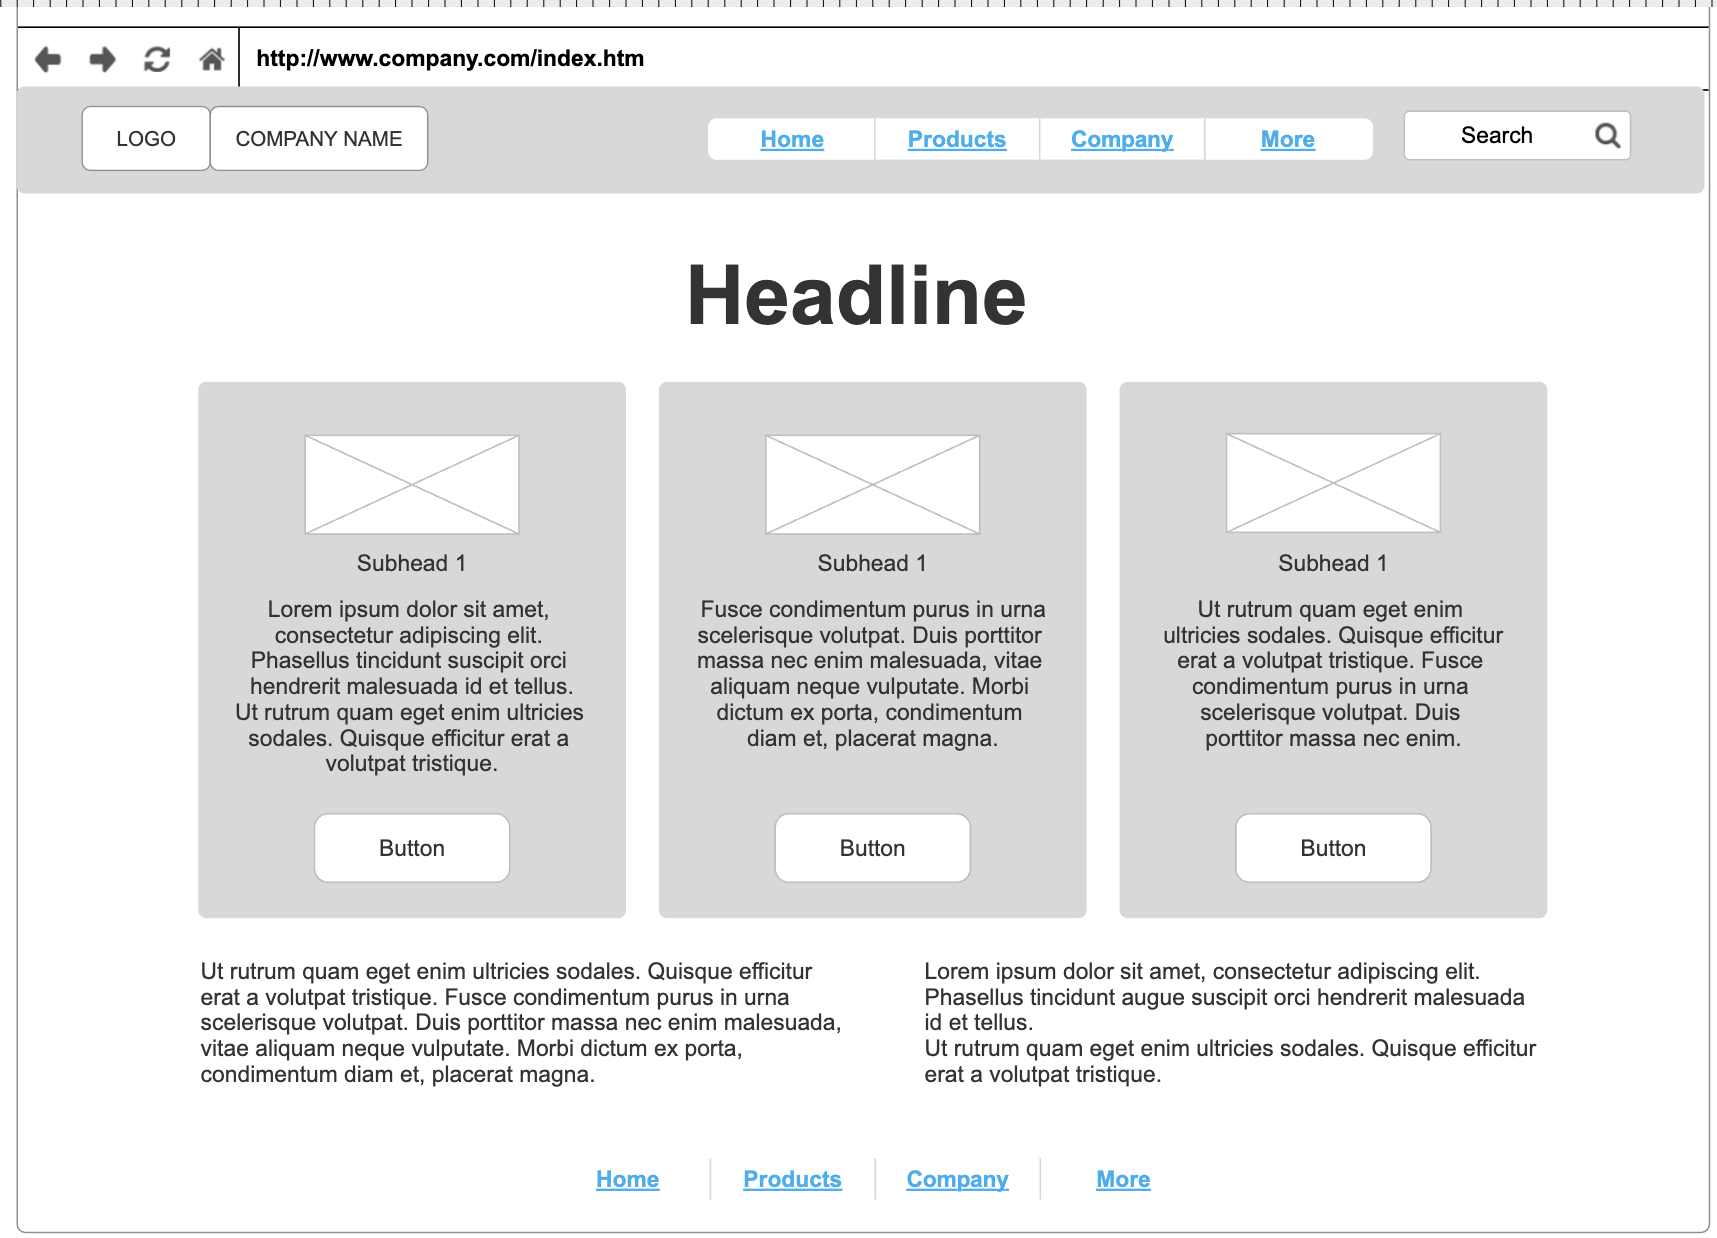 http://www.company.com/index.htm
LOGO COMPANY NAME Home Products Company More Search
Headline
Subhead 1
Lorem ipsum dolor sit amet,
consectetur adipiscing elit.
Phasellus tincidunt suscipit orci
hendrerit malesuada id et tellus.
Ut rutrum quam eget enim ultricies
sodales. Quisque efficitur erat a
volutpat tristique.
Button
Subhead 1
Fusce condimentum purus in urna
scelerisque volutpat. Duis porttitor
massa nec enim malesuada, vitae
aliquam neque vulputate. Morbi
dictum ex porta, condimentum
diam et, placerat magna.
Button
Subhead 1
Ut rutrum quam eget enim
ultricies sodales. Quisque efficitur
erat a volutpat tristique. Fusce
condimentum purus in urna
scelerisque volutpat. Duis
porttitor massa nec enim.
Button
Ut rutrum quam eget enim ultricies sodales. Quisque efficitur
erat a volutpat tristique. Fusce condimentum purus in urna
scelerisque volutpat. Duis porttitor massa nec enim malesuada,
vitae aliquam neque vulputate. Morbi dictum ex porta,
condimentum diam et, placerat magna.
Lorem ipsum dolor sit amet, consectetur adipiscing elit.
Phasellus tincidunt augue suscipit orci hendrerit malesuada
id et tellus.
Ut rutrum quam eget enim ultricies sodales. Quisque efficitur
erat a volutpat tristique.
Home Products Company More